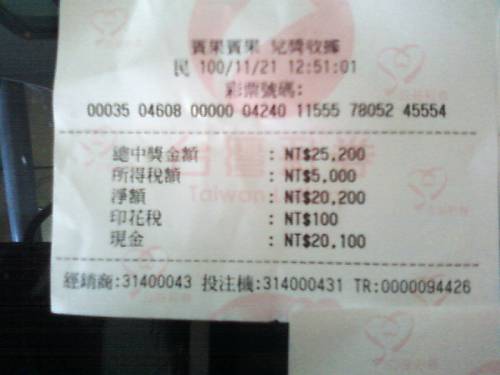 賓果賓果 兌獎收據
民 100/11/21 12:51:01
彩票號碼:
00035 04608 00000 04240 11555 78052 45554
總中獎金額 : NT$25,200
所得稅額 : NT$5,000
淨額 : NT$20,200
印花稅 : NT$100
現金 : NT$20,100
經銷商:31400043 投注機:314000431 TR:0000094426